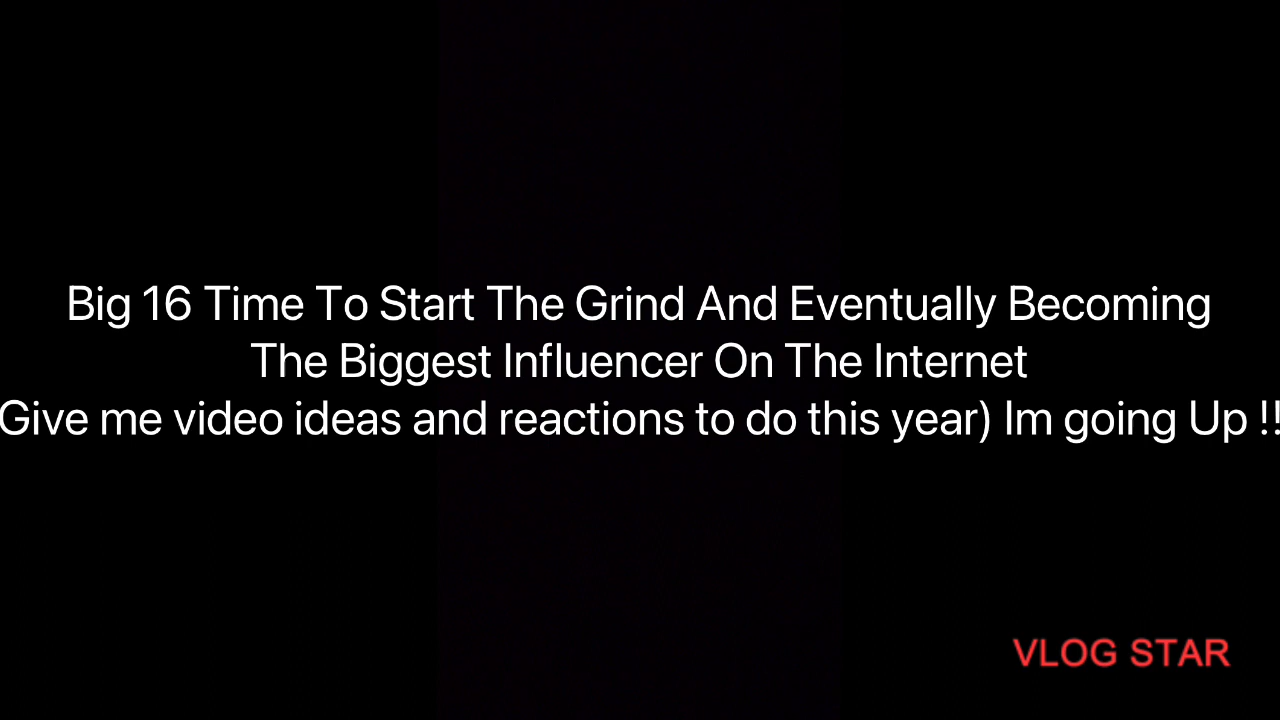 Big 16 Time To Start The Grind And Eventually Becoming
The Biggest Influencer On The Internet
Give me video ideas and reactions to do this year) Im going Up !!
VLOG STAR